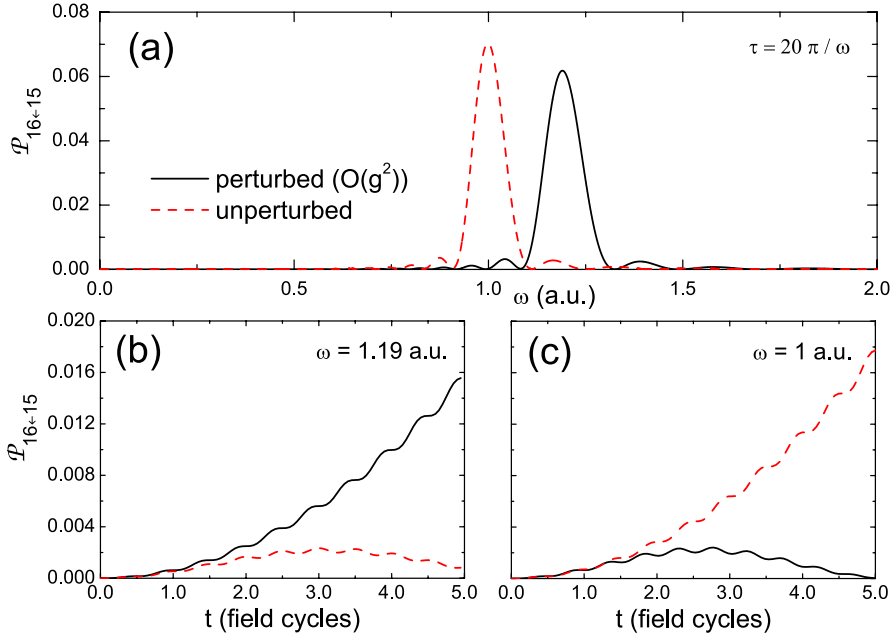 (a)
τ = 20 π / ω
0.08
0.06
0.04
0.02
0.00
𝒫16←15
perturbed (O(g²))
unperturbed
0.0 0.5 1.0 1.5 2.0
ω (a.u.)
(b)
ω = 1.19 a.u.
0.020
0.016
0.012
0.008
0.004
0.000
𝒫16←15
0.0 1.0 2.0 3.0 4.0 5.0
t (field cycles)
(c)
ω = 1 a.u.
0.0 1.0 2.0 3.0 4.0 5.0
t (field cycles)